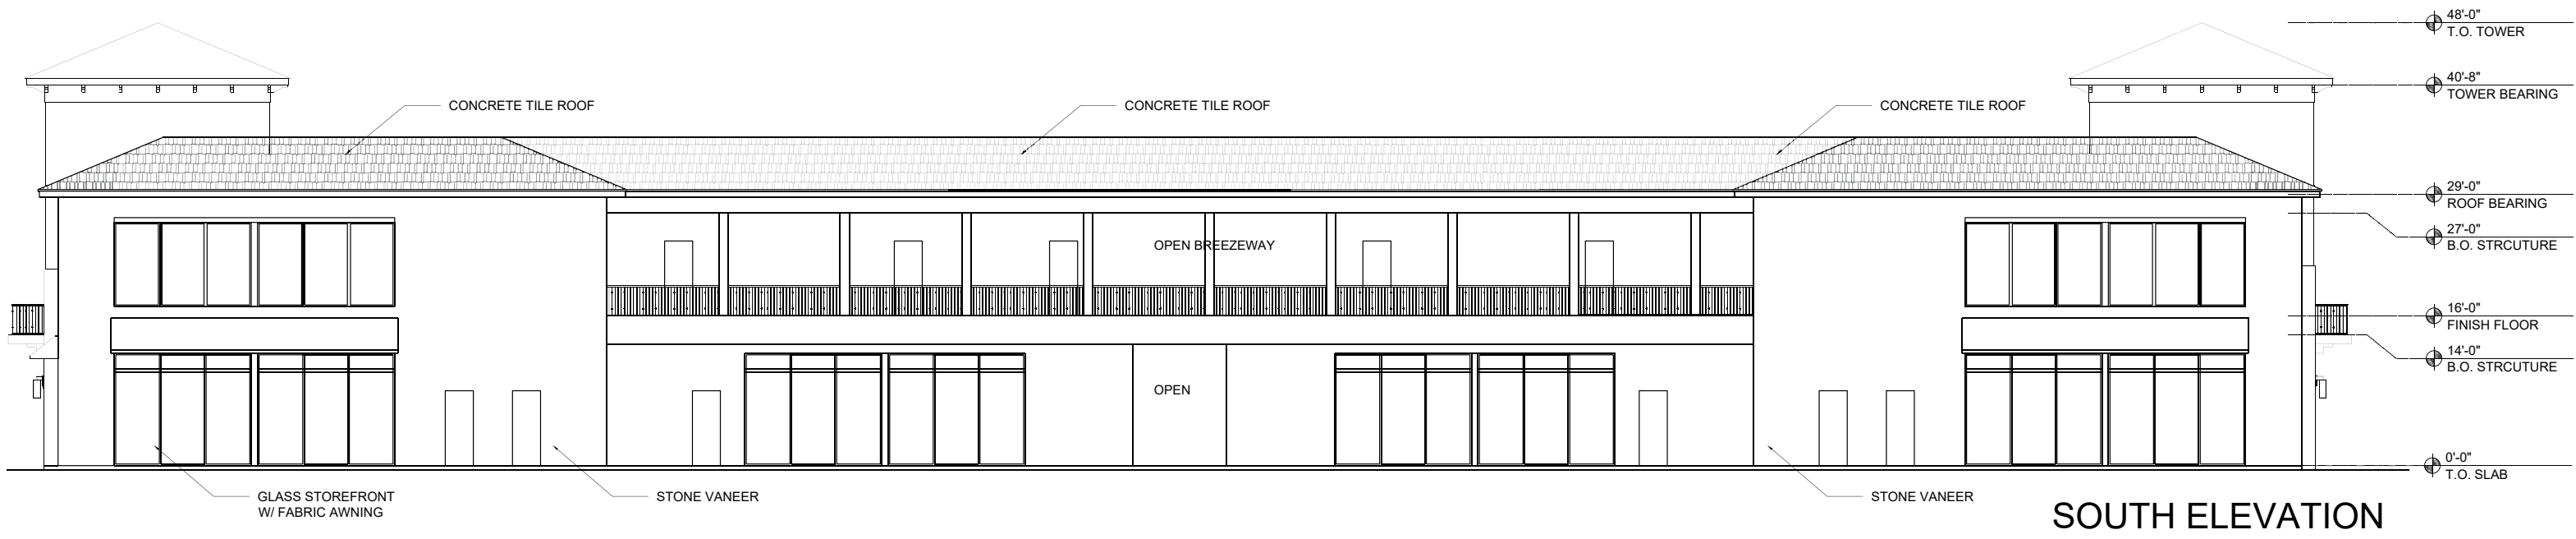 48'-0"
T.O. TOWER
40'-8"
TOWER BEARING
CONCRETE TILE ROOF
CONCRETE TILE ROOF
CONCRETE TILE ROOF
29'-0"
ROOF BEARING
27'-0"
B.O. STRCUTURE
OPEN BREEZEWAY
16'-0"
FINISH FLOOR
14'-0"
B.O. STRCUTURE
OPEN
0'-0"
T.O. SLAB
GLASS STOREFRONT
W/ FABRIC AWNING
STONE VANEER
STONE VANEER
SOUTH ELEVATION